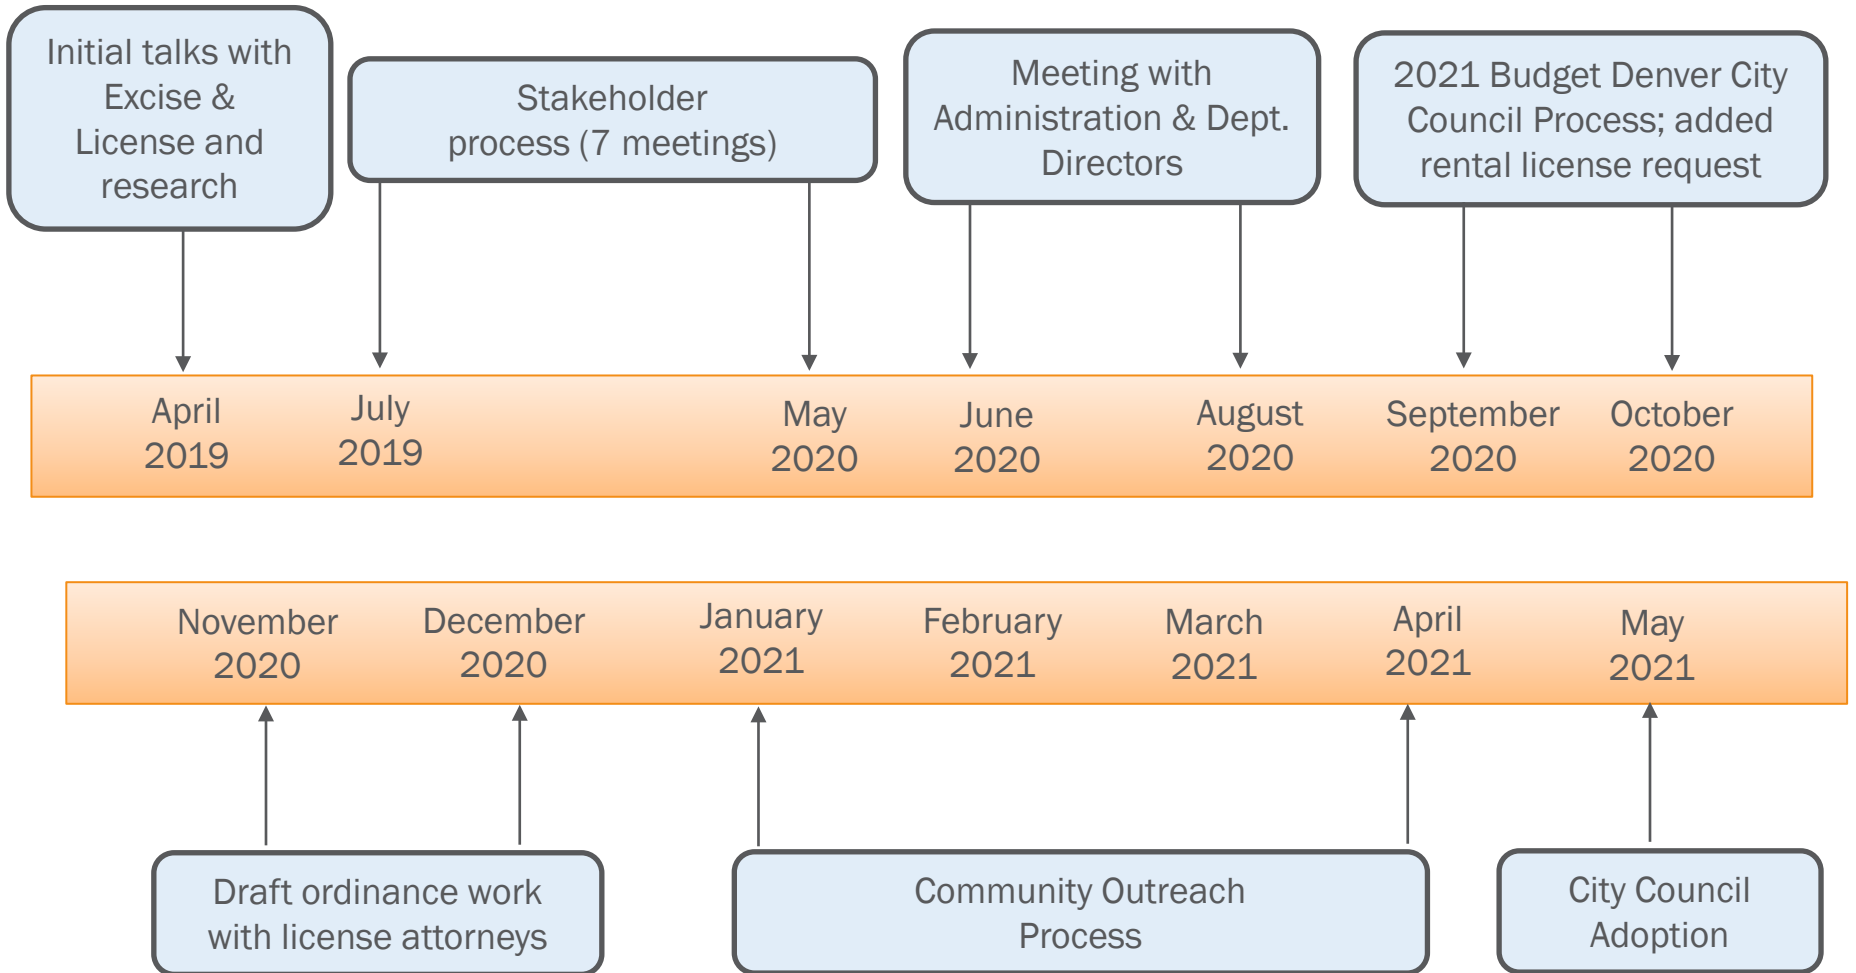 Initial talks with
Excise &
License and
research
Stakeholder
process (7 meetings)
Meeting with
Administration & Dept.
Directors
2021 Budget Denver City
Council Process; added
rental license request
April
2019
July
2019
May
2020
June
2020
August
2020
September
2020
October
2020
November
2020
December
2020
January
2021
February
2021
March
2021
April
2021
May
2021
Draft ordinance work
with license attorneys
Community Outreach
Process
City Council
Adoption